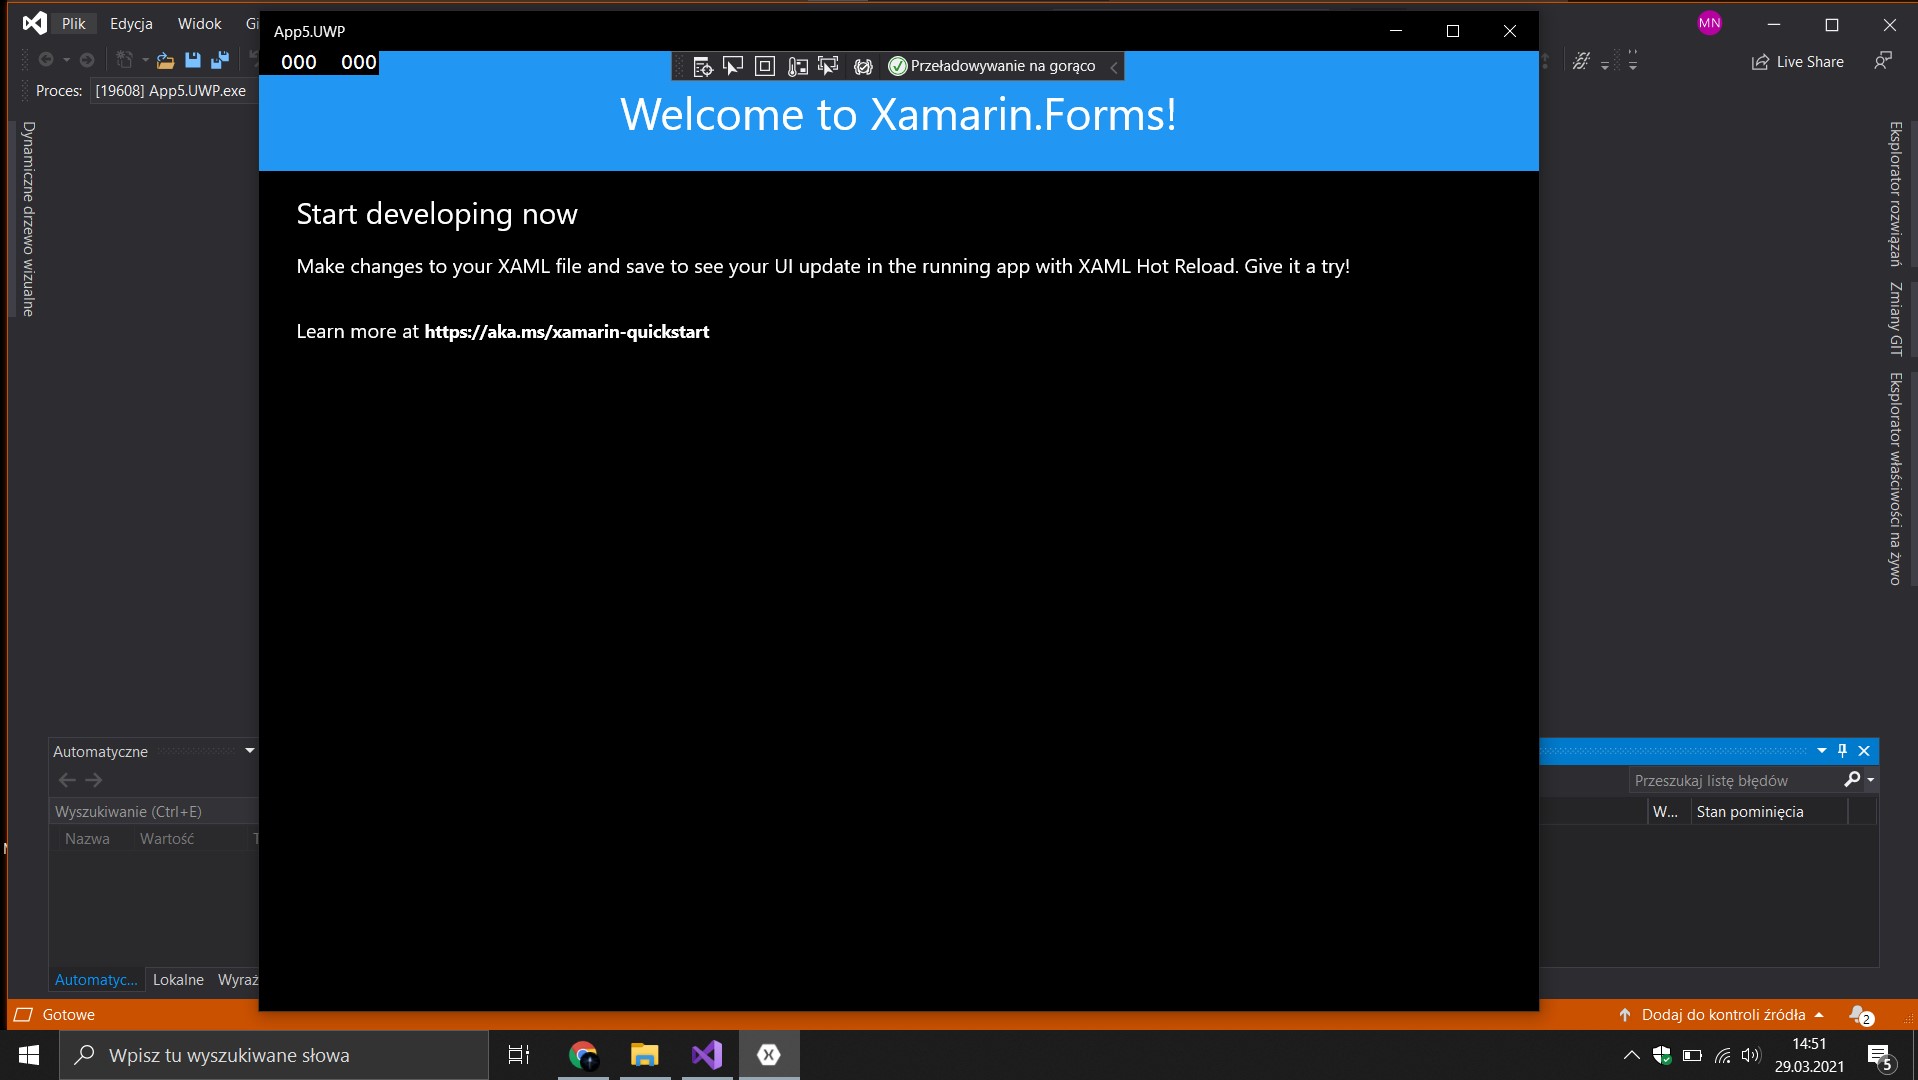 Plik Edycja Widok
App5.UWP
MN
000 000
Przeładowywanie na gorąco
Live Share
Proces: [19608] App5.UWP.exe
Welcome to Xamarin.Forms!
Dynamiczne drzewo wizualne
Eksplorator rozwiązań
Zmiany GIT
Eksplorator właściwości na żywo
Start developing now
Make changes to your XAML file and save to see your UI update in the running app with XAML Hot Reload. Give it a try!
Learn more at https://aka.ms/xamarin-quickstart
Automatyczne
Przeszukaj listę błędów
Wyszukiwanie (Ctrl+E)
W... Stan pominięcia
Nazwa Wartość
Automatyc... Lokalne
Gotowe
Dodaj do kontroli źródła
2
Wpisz tu wyszukiwane słowa
14:51
29.03.2021
5